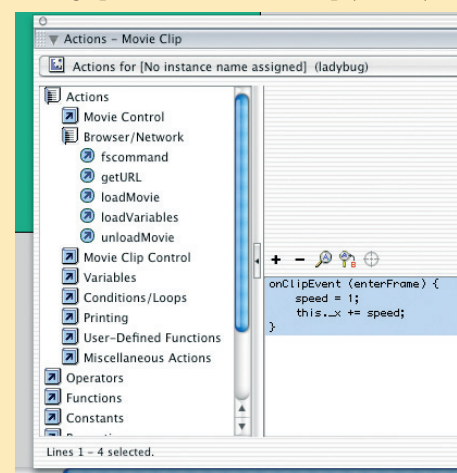 Actions – Movie Clip
Actions for [No instance name assigned] (ladybug)
Actions
Movie Control
Browser/Network
fscommand
getURL
loadMovie
loadVariables
unloadMovie
Movie Clip Control
Variables
Conditions/Loops
Printing
User-Defined Functions
Miscellaneous Actions
Operators
Functions
Constants
onClipEvent (enterFrame) {
speed = 1;
this._x += speed;
}
Lines 1 – 4 selected.